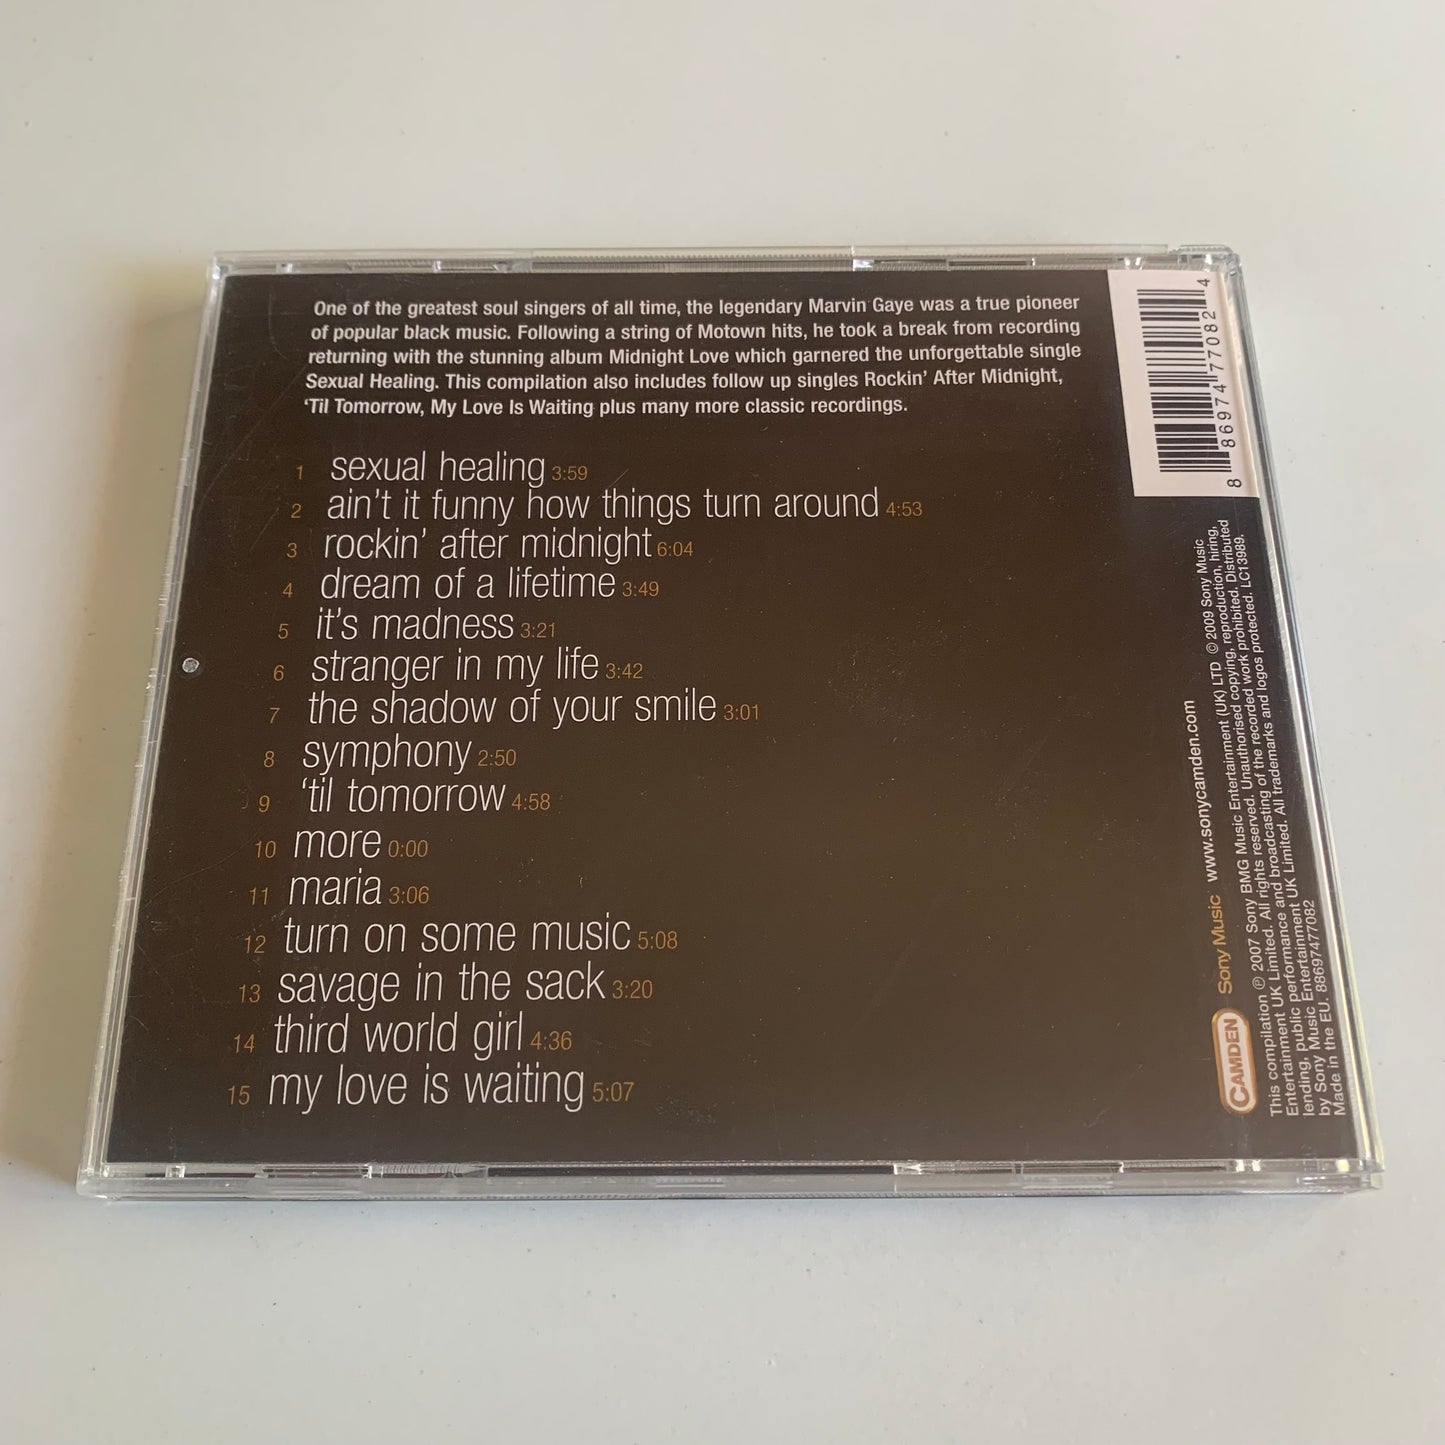 One of the greatest soul singers of all time, the legendary Marvin Gaye was a true pioneer
of popular black music. Following a string of Motown hits, he took a break from recording
returning with the stunning album Midnight Love which garnered the unforgettable single
Sexual Healing. This compilation also includes follow up singles Rockin' After Midnight,
'Til Tomorrow, My Love Is Waiting plus many more classic recordings.
1 sexual healing 3:59
2 ain't it funny how things turn around 4:53
3 rockin' after midnight 6:04
4 dream of a lifetime 3:49
5 it's madness 3:21
6 stranger in my life 3:42
7 the shadow of your smile 3:01
8 symphony 2:50
9 'til tomorrow 4:58
10 more 0:00
11 maria 3:06
12 turn on some music 5:08
13 savage in the sack 3:20
14 third world girl 4:36
15 my love is waiting 5:07
8 86974 77082 4
CAMDEN Sony Music www.sonycamden.com
This compilation ℗ 2007 Sony BMG Music Entertainment (UK) LTD © 2009 Sony Music
Entertainment UK Limited. All rights reserved. Unauthorised copying, reproduction, hiring,
lending, public performance and broadcasting of the recorded work prohibited. Distributed
by Sony Music Entertainment UK Limited. All trademarks and logos protected. LC13989.
Made in the EU. 88697477082